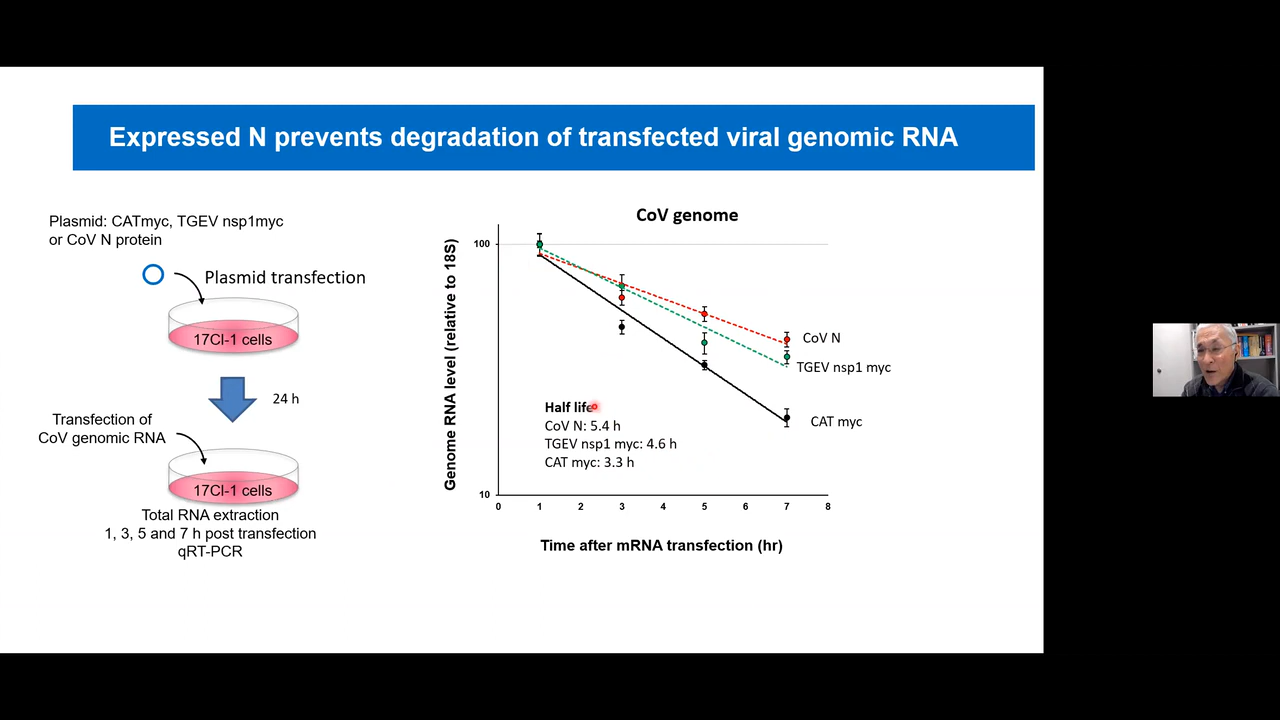 Expressed N prevents degradation of transfected viral genomic RNA
Plasmid: CATmyc, TGEV nsp1myc
or CoV N protein
Plasmid transfection
17Cl-1 cells
24 h
Transfection of
CoV genomic RNA
17Cl-1 cells
Total RNA extraction
1, 3, 5 and 7 h post transfection
qRT-PCR
CoV genome
Genome RNA level (relative to 18S)
100
10
CoV N
TGEV nsp1 myc
CAT myc
Half life
CoV N: 5.4 h
TGEV nsp1 myc: 4.6 h
CAT myc: 3.3 h
0 1 2 3 4 5 6 7 8
Time after mRNA transfection (hr)